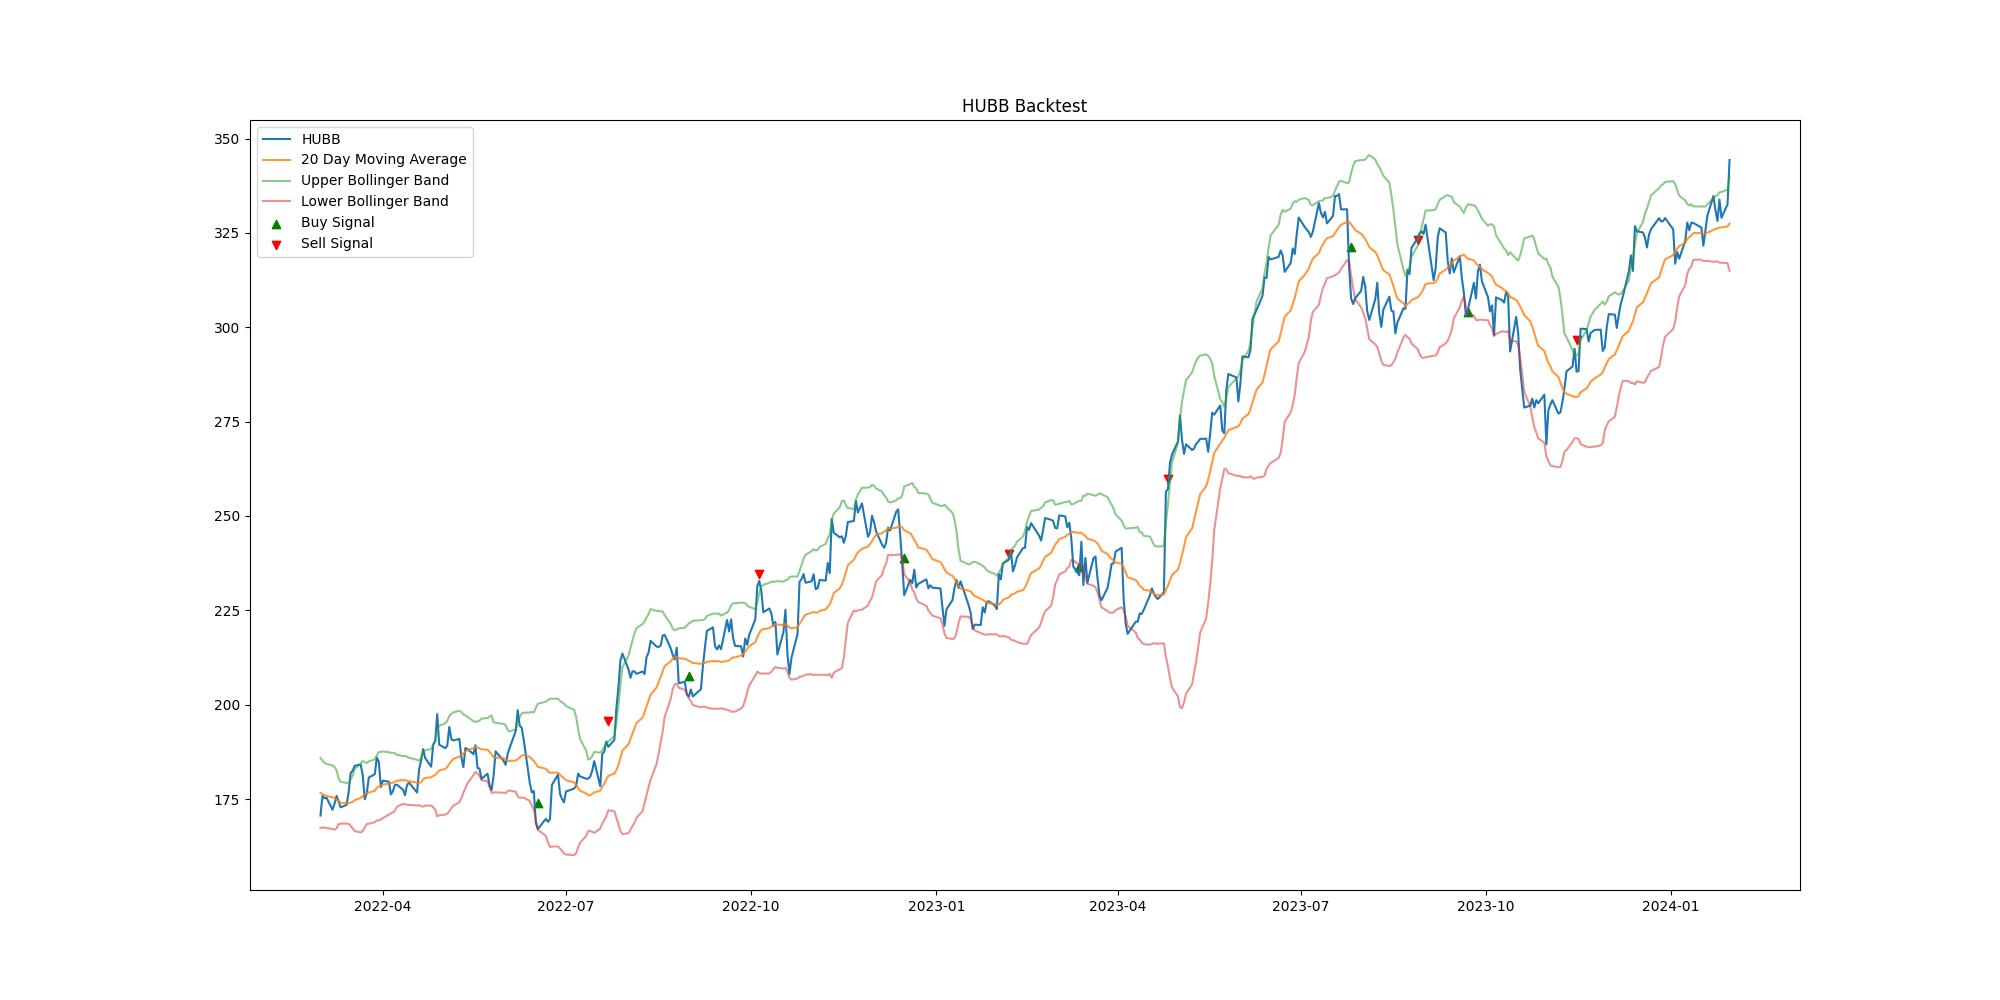 HUBB Backtest
350
325
300
275
250
225
200
175
HUBB
20 Day Moving Average
Upper Bollinger Band
Lower Bollinger Band
Buy Signal
Sell Signal
2022-04 2022-07 2022-10 2023-01 2023-04 2023-07 2023-10 2024-01